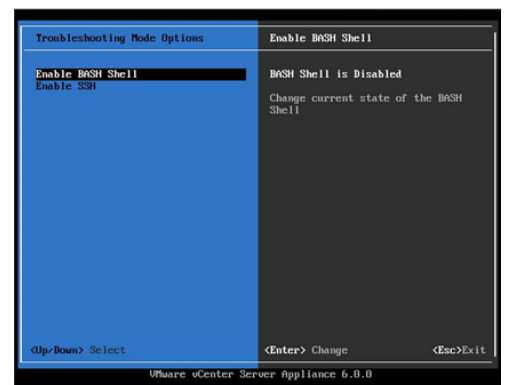 Troubleshooting Mode Options
Enable BASH Shell
Enable BASH Shell
Enable SSH
BASH Shell is Disabled
Change current state of the BASH
Shell
<Up/Down> Select
<Enter> Change
<Esc>Exit
VMware vCenter Server Appliance 6.0.0